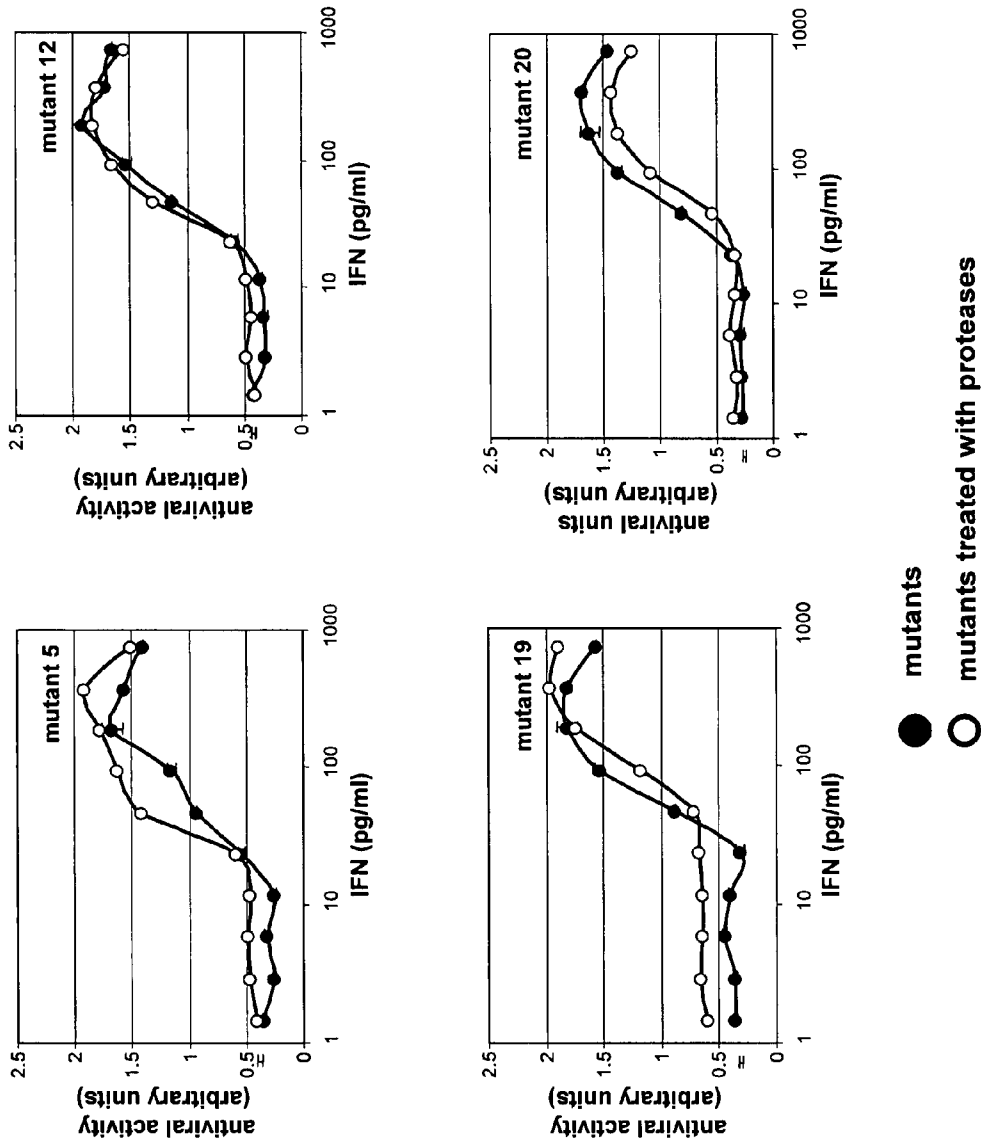 mutant 5
antiviral activity
(arbitrary units)
2.5
2
1.5
1
0.5
0
1
10
100
1000
IFN (pg/ml)
mutant 12
antiviral activity
(arbitrary units)
2.5
2
1.5
1
0.5
0
1
10
100
1000
IFN (pg/ml)
mutant 19
antiviral activity
(arbitrary units)
2.5
2
1.5
1
0.5
0
1
10
100
1000
IFN (pg/ml)
mutant 20
antiviral units
(arbitrary units)
2.5
2
1.5
1
0.5
0
1
10
100
1000
IFN (pg/ml)
mutants
mutants treated with proteases